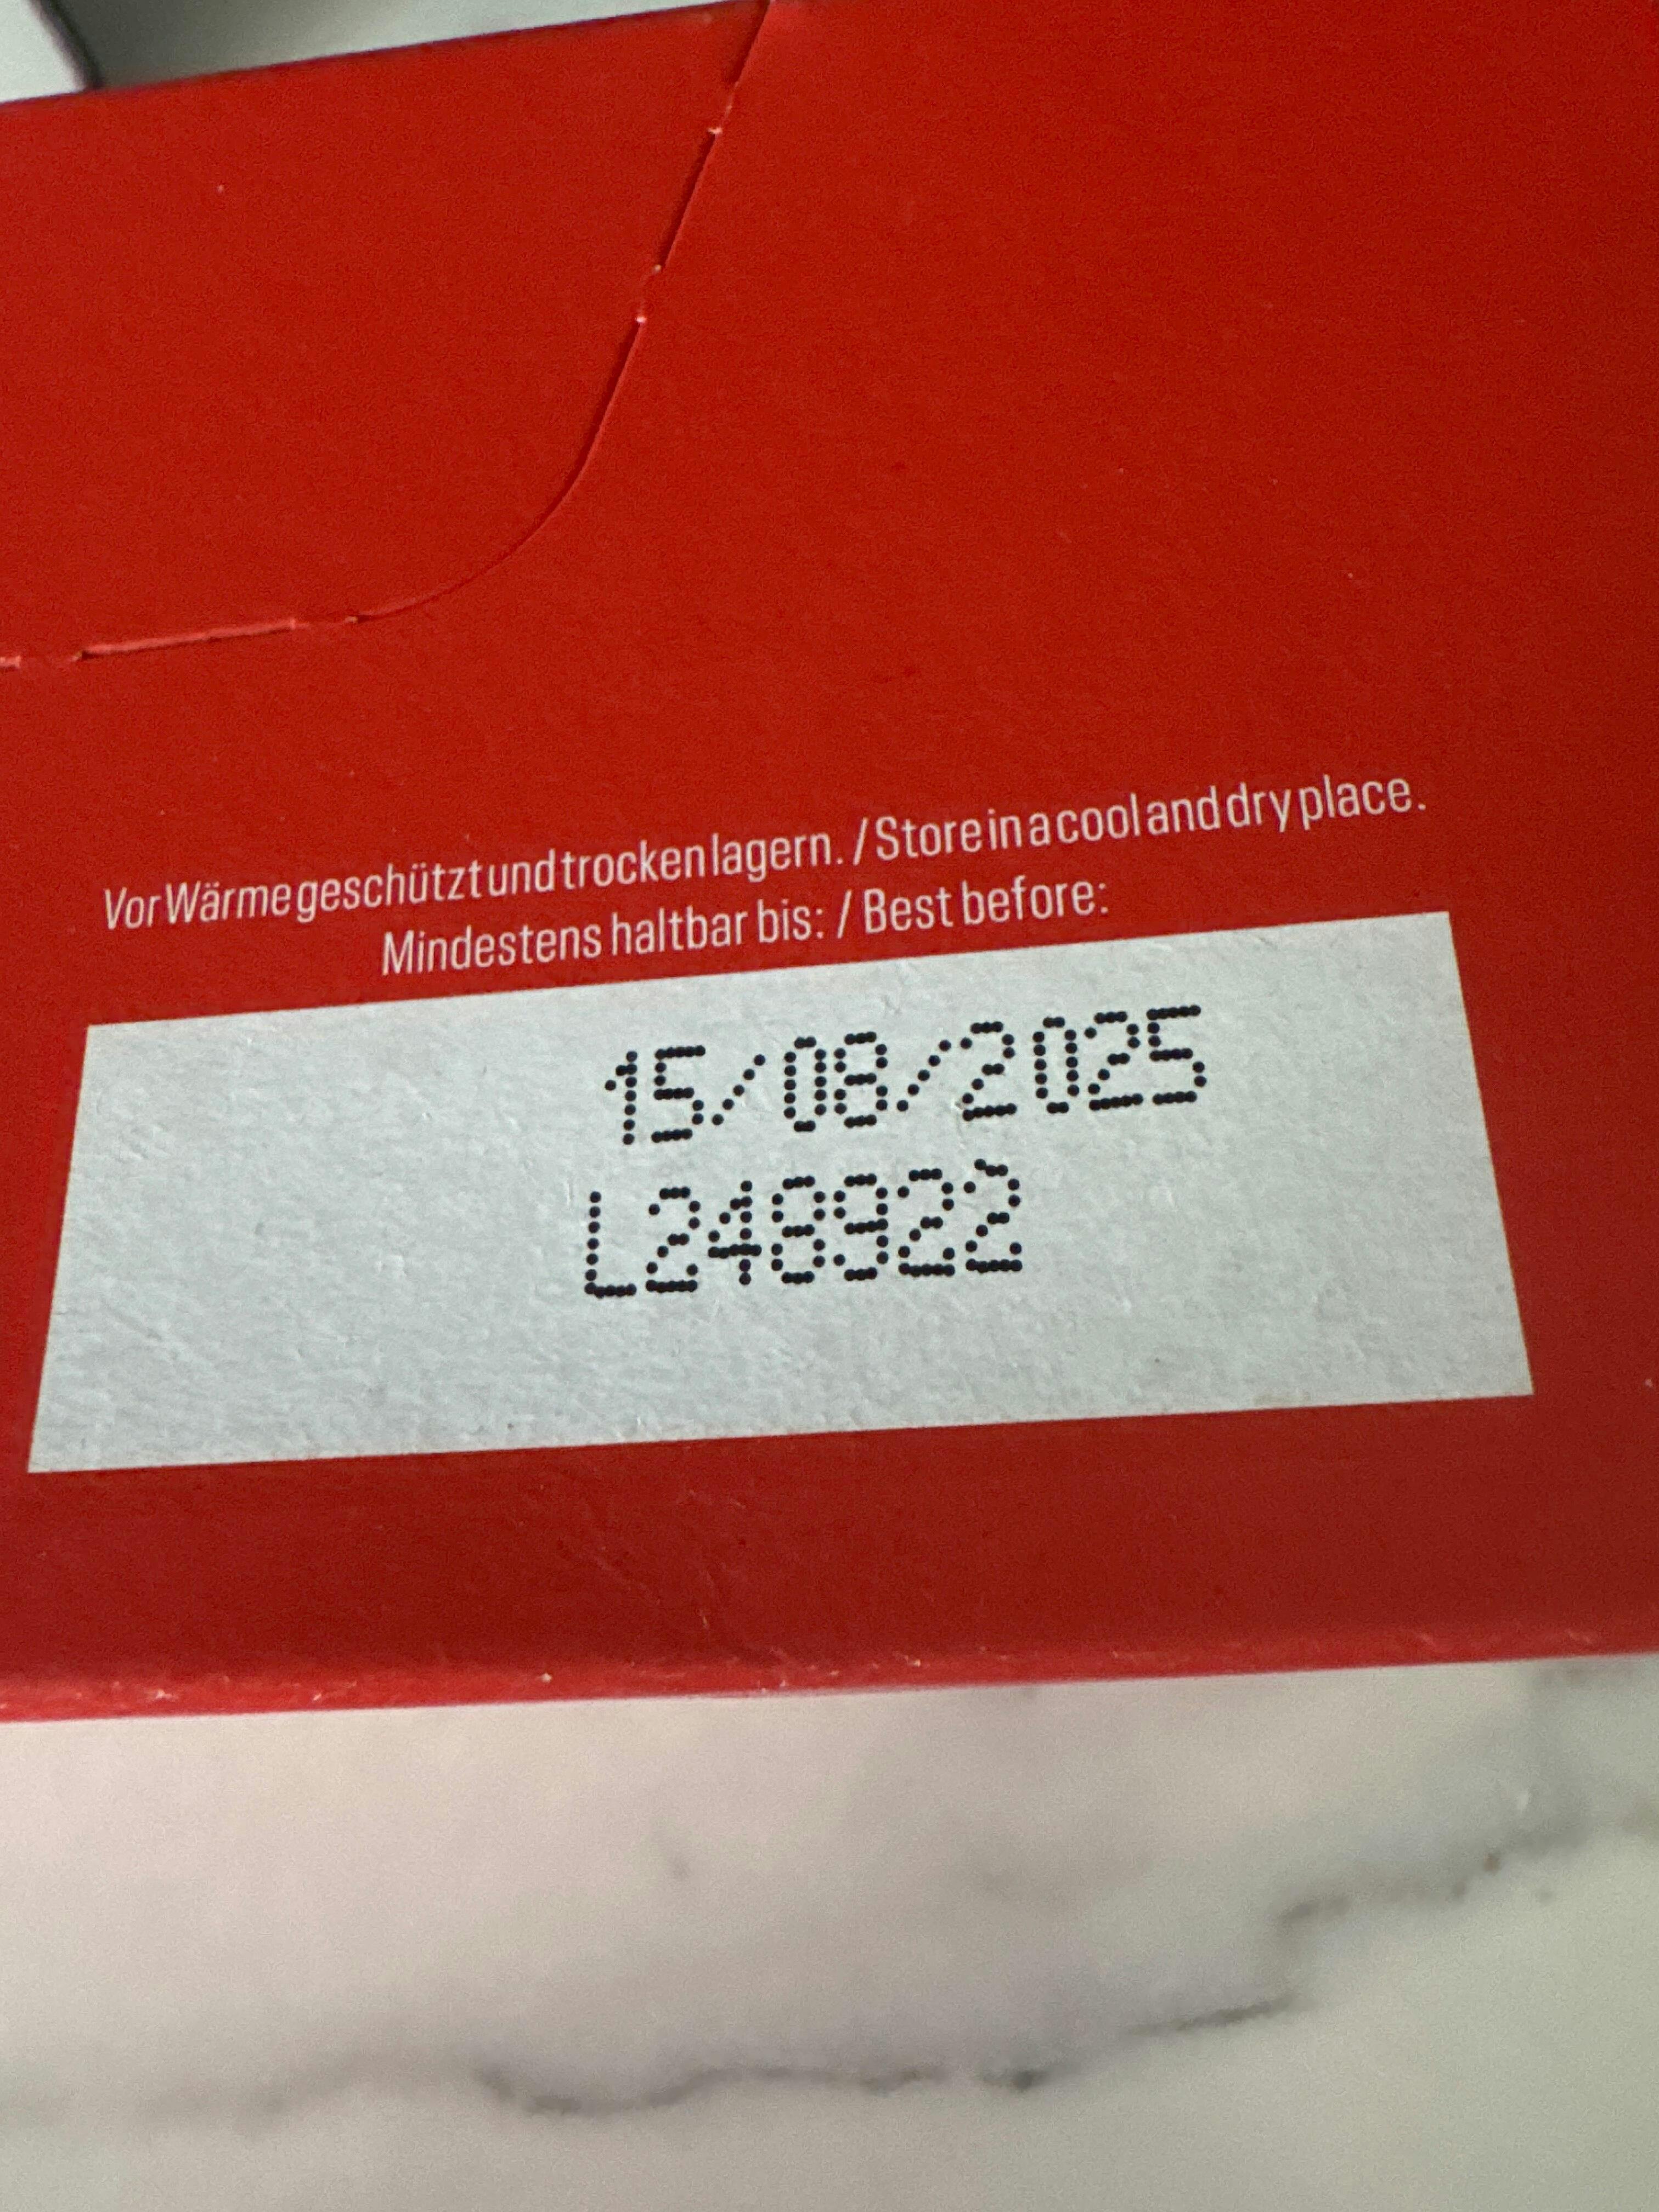 Vor Wärme geschützt und trocken lagern. / Store in a cool and dry place.
Mindestens haltbar bis: / Best before:
15/08/2025
L248922